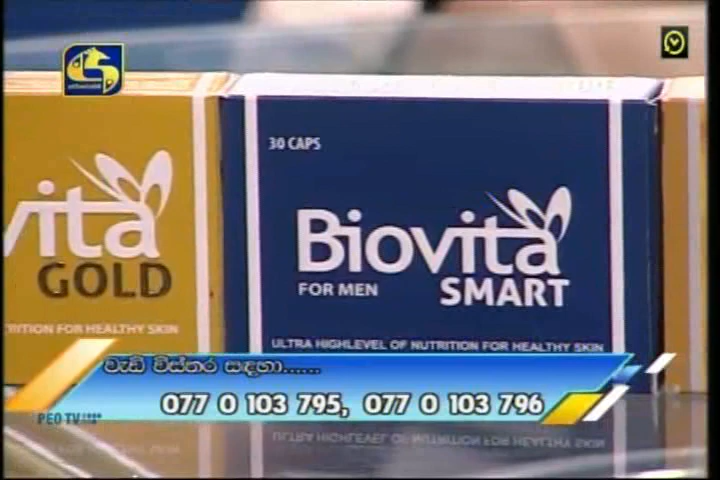 30 CAPS
Biovita
FOR MEN
SMART
ULTRA HIGHLEVEL OF NUTRITION FOR HEALTHY SKIN
vita
GOLD
NUTRITION FOR HEALTHY SKIN
වැඩි විස්තර සඳහා......
077 0 103 795, 077 0 103 796
PEO TV